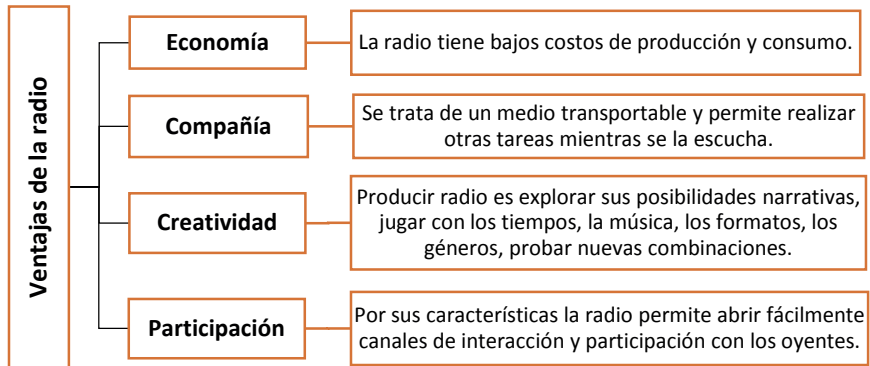 Ventajas de la radio
Economía
La radio tiene bajos costos de producción y consumo.
Compañía
Se trata de un medio transportable y permite realizar
otras tareas mientras se la escucha.
Creatividad
Producir radio es explorar sus posibilidades narrativas,
jugar con los tiempos, la música, los formatos, los
géneros, probar nuevas combinaciones.
Participación
Por sus características la radio permite abrir fácilmente
canales de interacción y participación con los oyentes.